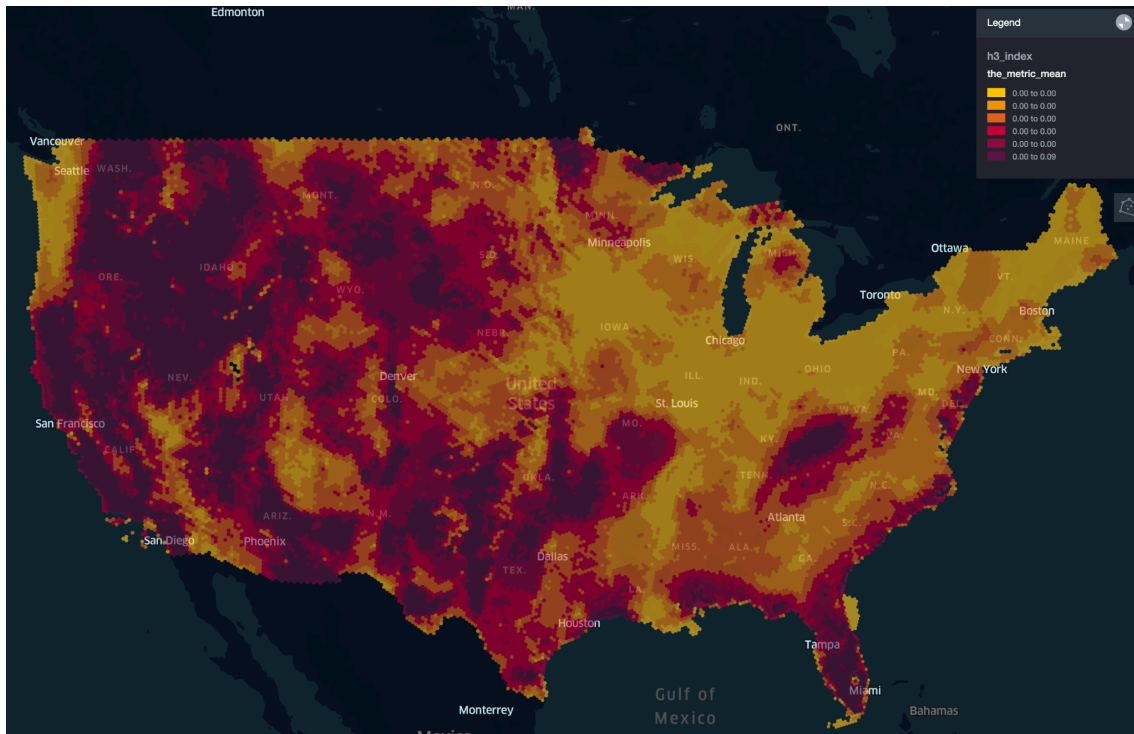 Edmonton
MAN.
Legend
h3_index
the_metric_mean
0.00 to 0.00
0.00 to 0.00
0.00 to 0.00
0.00 to 0.00
0.00 to 0.00
0.00 to 0.09
ONT.
Vancouver
Seattle
WASH.
MONT.
N.D.
MINN.
Minneapolis
MAINE
Ottawa
ORE.
IDAHO
WYO.
S.D.
WIS.
MICH.
VT.
Toronto
N.Y.
Boston
NEBR.
IOWA
Chicago
CONN.
PA.
NEV.
UTAH
Denver
COLO.
United
States
ILL.
IND.
OHIO
New York
MD.
DEL.
San Francisco
CALIF.
St. Louis
MO.
KY.
W.VA.
VA.
OKLA.
ARK.
TENN.
N.C.
ARIZ.
N.M.
Atlanta
S.C.
San Diego
Phoenix
Dallas
TEX.
MISS.
ALA.
GA.
LA.
Houston
Tampa
Miami
Monterrey
Gulf of
Mexico
Bahamas
Mexico